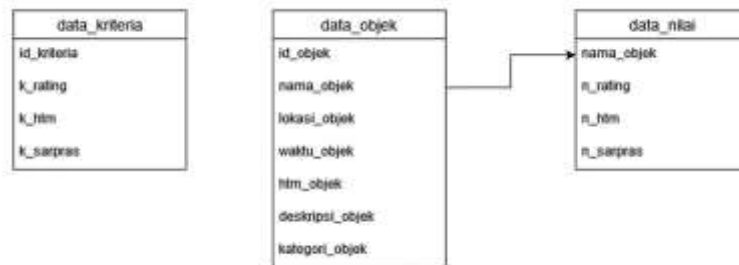 data_kriteria
id_kriteria
k_rating
k_htm
k_sarpras
data_objek
id_objek
nama_objek
lokasi_objek
waktu_objek
htm_objek
deskripsi_objek
kategori_objek
data_nilai
nama_objek
n_rating
n_htm
n_sarpras